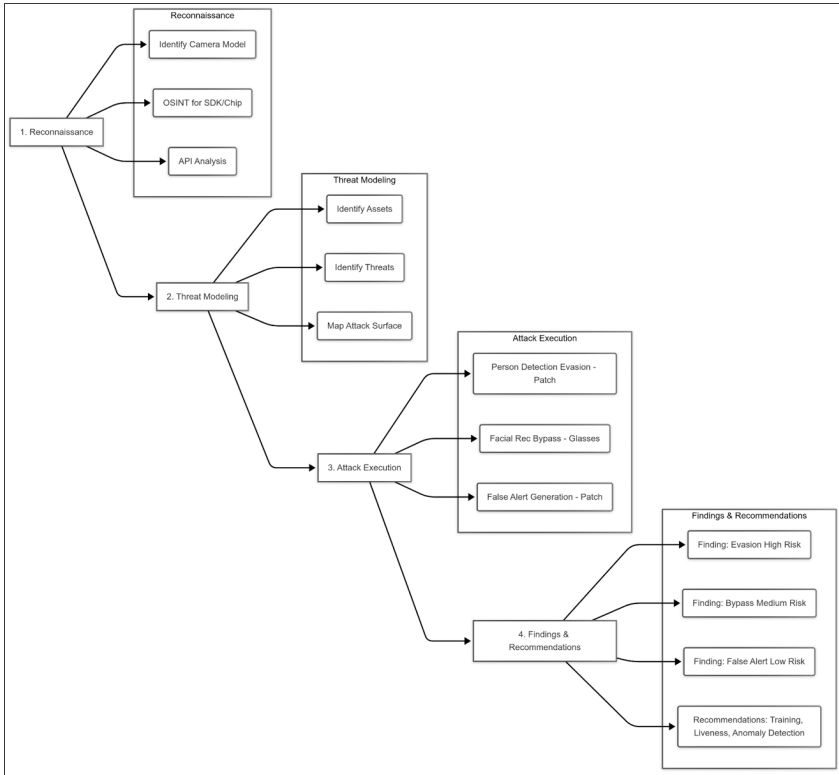 Reconnaissance
Identify Camera Model
OSINT for SDK/Chip
1. Reconnaissance
API Analysis
Threat Modeling
Identify Assets
Identify Threats
2. Threat Modeling
Map Attack Surface
Attack Execution
Person Detection Evasion -
Patch
Facial Rec Bypass - Glasses
3. Attack Execution
False Alert Generation - Patch
Findings & Recommendations
Finding: Evasion High Risk
Finding: Bypass Medium Risk
4. Findings &
Recommendations
Finding: False Alert Low Risk
Recommendations: Training,
Liveness, Anomaly Detection